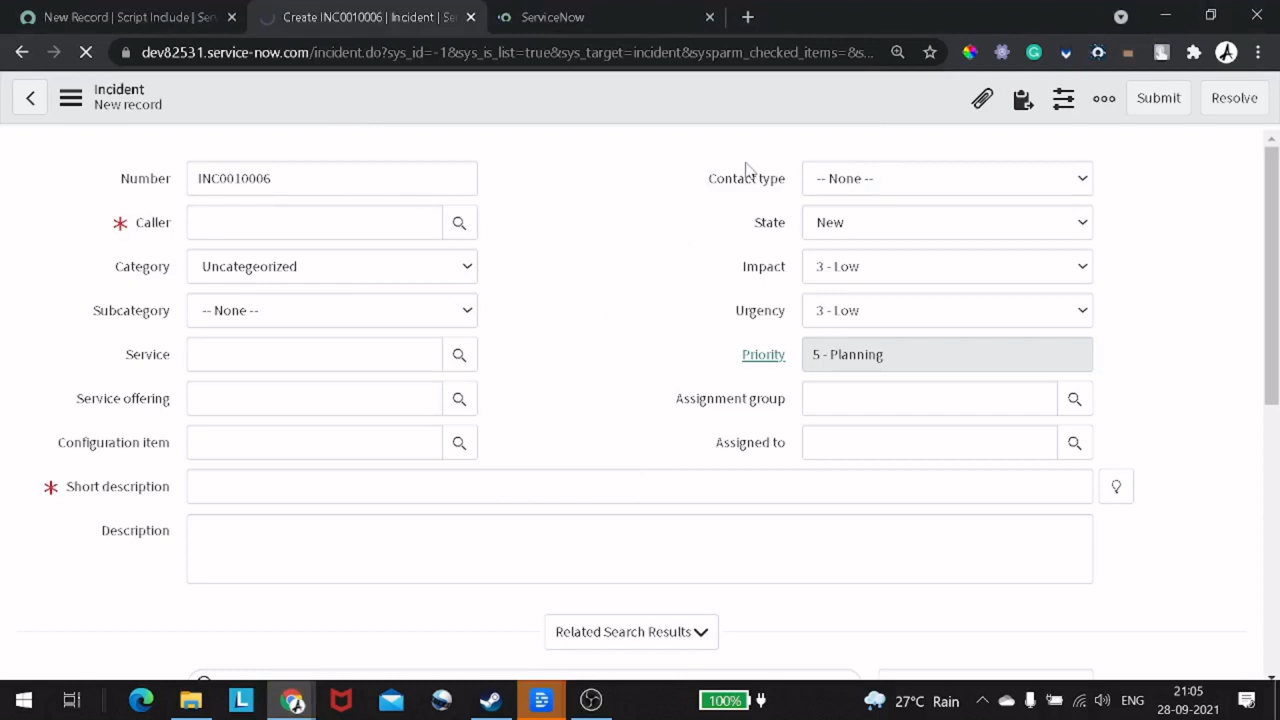 New Record | Script Include | Ser
Create INC0010006 | Incident | Se
ServiceNow
dev82531.service-now.com/incident.do?sys_id=-1&sys_is_list=true&sys_target=incident&sysparm_checked_items=&s...
Incident
New record
Submit
Resolve
Number INC0010006
Contact type -- None --
Caller
State New
Category Uncategeorized
Impact 3 - Low
Subcategory -- None --
Urgency 3 - Low
Service
Priority 5 - Planning
Service offering
Assignment group
Configuration item
Assigned to
Short description
Description
Related Search Results
100%
27°C Rain
ENG
21:05
28-09-2021